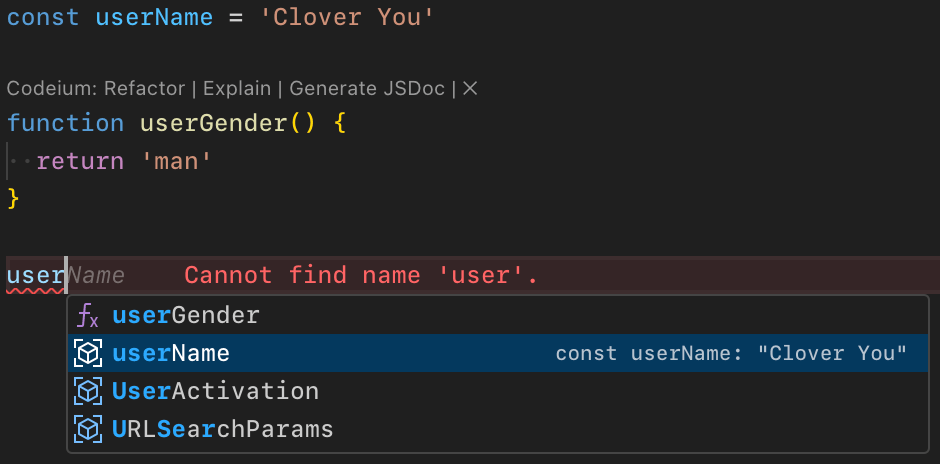 const userName = 'Clover You'
Codeium: Refactor | Explain | Generate JSDoc | ✕
function userGender() {
return 'man'
}
userName Cannot find name 'user'.
userGender
userName const userName: "Clover You"
UserActivation
URLSearchParams